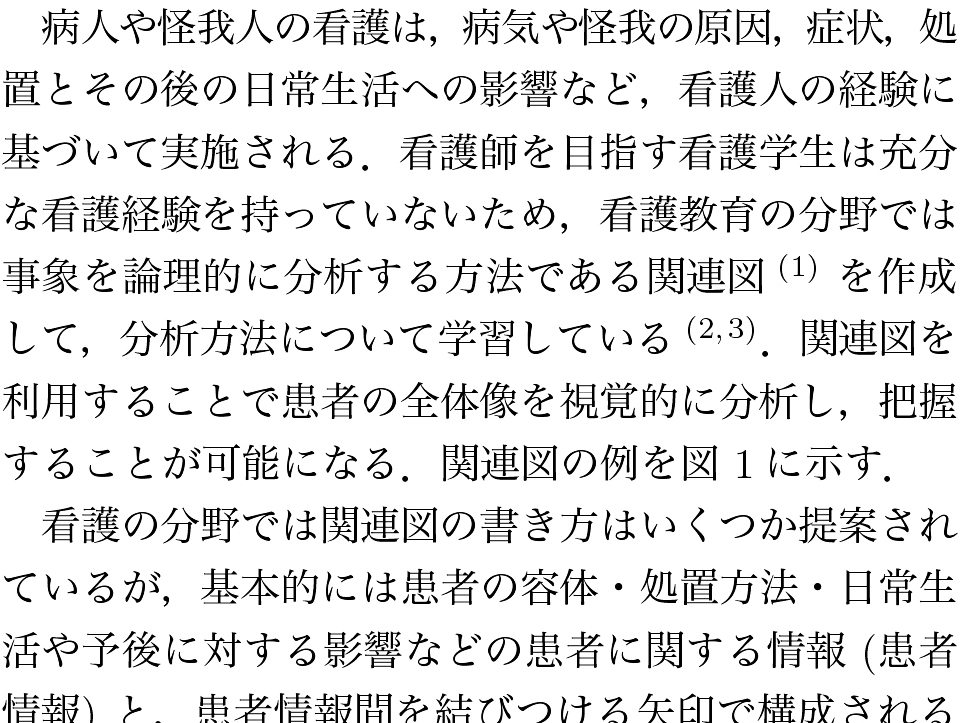 病人や怪我人の看護は，病気や怪我の原因，症状，処
置とその後の日常生活への影響など，看護人の経験に
基づいて実施される．看護師を目指す看護学生は充分
な看護経験を持っていないため，看護教育の分野では
事象を論理的に分析する方法である関連図 (1) を作成
して，分析方法について学習している (2,3)．関連図を
利用することで患者の全体像を視覚的に分析し，把握
することが可能になる．関連図の例を図 1 に示す．
看護の分野では関連図の書き方はいくつか提案され
ているが，基本的には患者の容体・処置方法・日常生
活や予後に対する影響などの患者に関する情報 (患者
情報) と，患者情報間を結びつける矢印で構成される